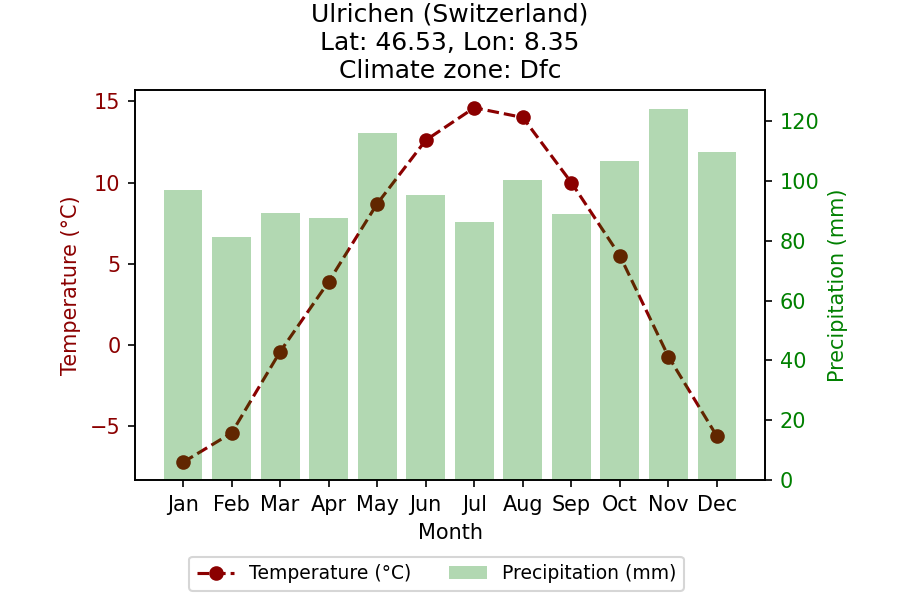 Ulrichen (Switzerland)
Lat: 46.53, Lon: 8.35
Climate zone: Dfc
15
10
5
0
−5
Temperature (°C)
120
100
80
60
40
20
0
Precipitation (mm)
Jan Feb Mar Apr May Jun Jul Aug Sep Oct Nov Dec
Month
Temperature (°C) Precipitation (mm)